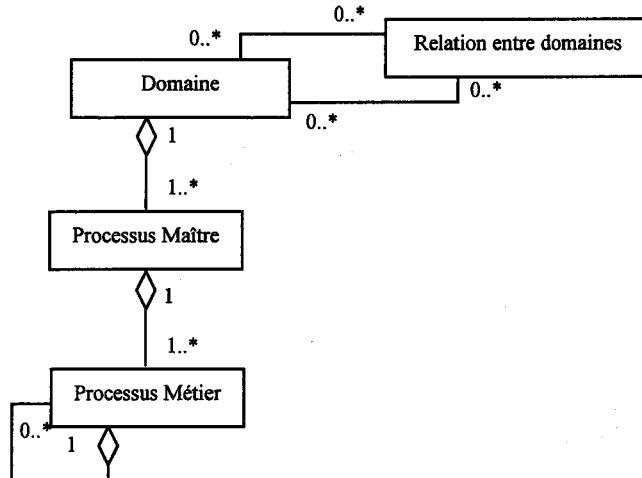 0..*
0..*
Relation entre domaines
Domaine
0..*
0..*
1
1..*
Processus Maître
1
1..*
Processus Métier
0..*
1